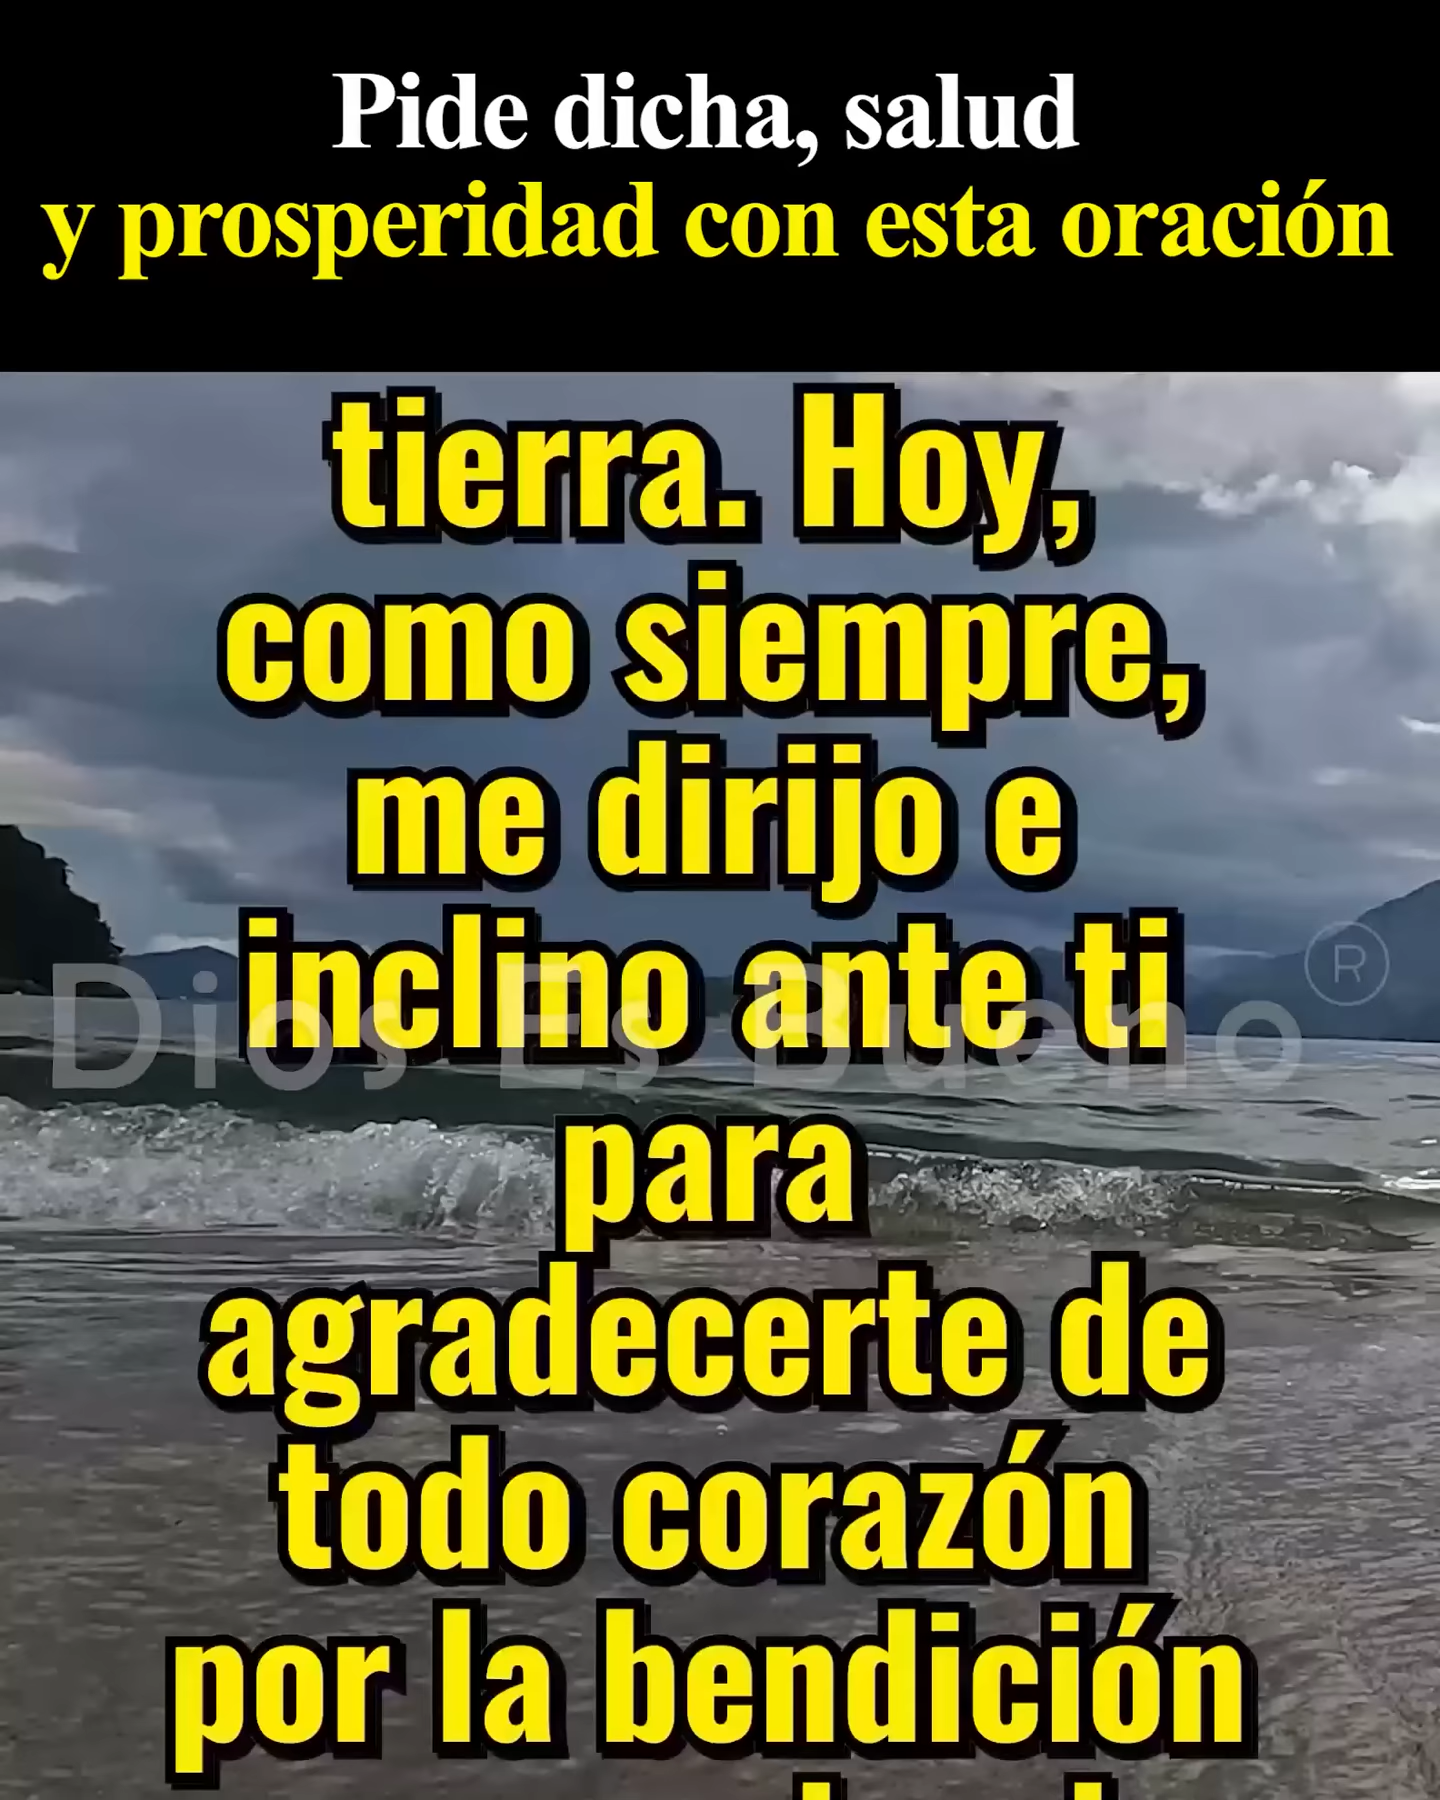 Pide dicha, salud
y prosperidad con esta oración
tierra. Hoy,
como siempre,
me dirijo e
inclino ante ti
Dios Es Bueno ®
para
agradecerte de
todo corazón
por la bendición